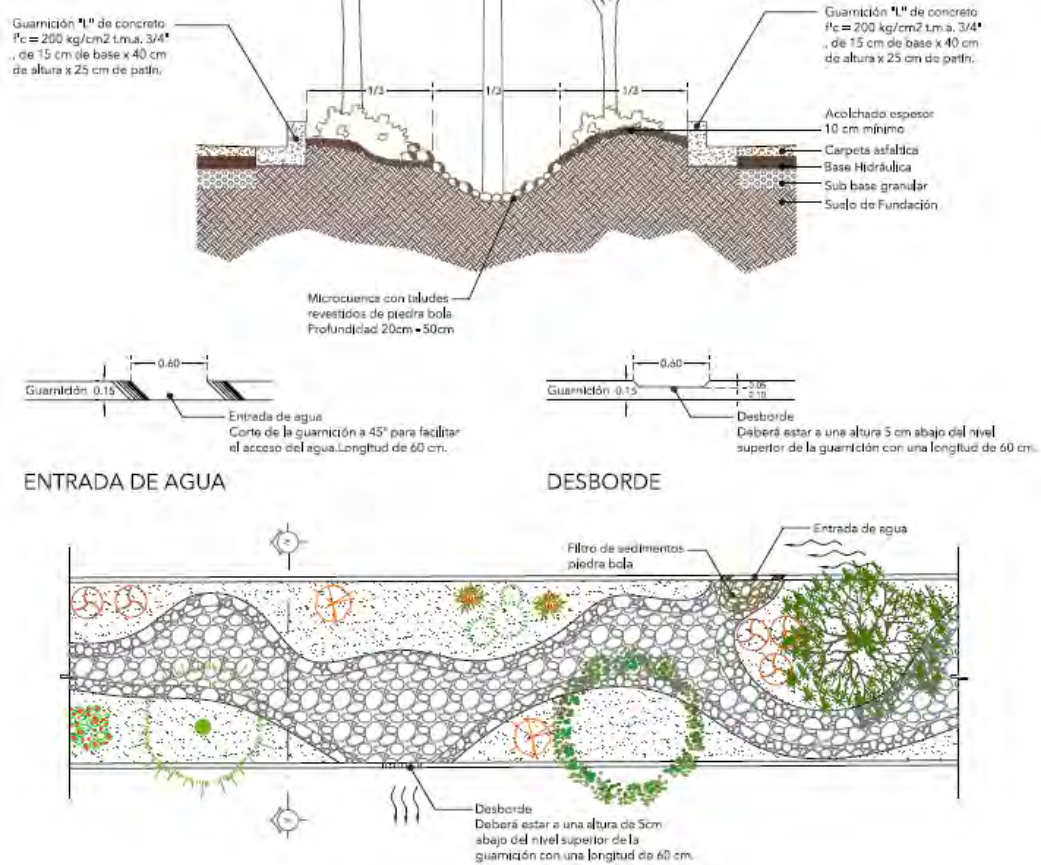 Guarnición "L" de concreto
f'c = 200 kg/cm2 t.m.a. 3/4"
, de 15 cm de base x 40 cm
de altura x 25 cm de patín.
Guarnición "L" de concreto
f'c = 200 kg/cm2 t.m.a. 3/4"
, de 15 cm de base x 40 cm
de altura x 25 cm de patín.
1/3
1/3
1/3
Acolchado espesor
10 cm mínimo
Carpeta asfaltica
Base Hidráulica
Sub base granular
Suelo de Fundación
Microcuenca con taludes
revestidos de piedra bola
Profundidad 20cm - 50cm
0.60
Guarnición 0.15
Entrada de agua
Corte de la guarnición a 45° para facilitar
el acceso del agua. Longitud de 60 cm.
0.60
Guarnición 0.15
0.05
0.10
Desborde
Deberá estar a una altura 5 cm abajo del nivel
superior de la guarnición con una longitud de 60 cm.
ENTRADA DE AGUA
DESBORDE
Entrada de agua
Filtro de sedimentos
piedra bola
Desborde
Deberá estar a una altura de 5cm
abajo del nivel superior de la
guarnición con una longitud de 60 cm.